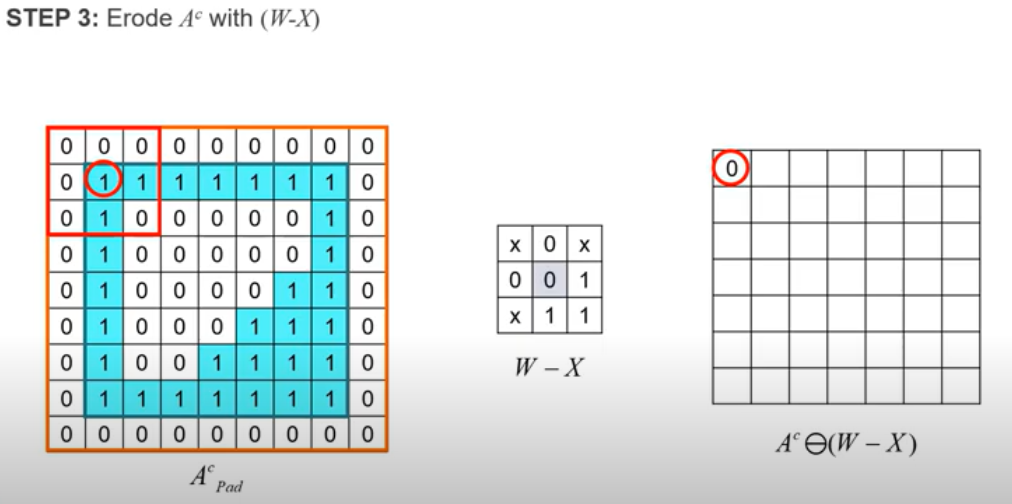 STEP 3: Erode Aᶜ with (W-X)
0 0 0 0 0 0 0 0 0
0 1 1 1 1 1 1 1 0
0 1 0 0 0 0 0 1 0
0 1 0 0 0 0 0 1 0
0 1 0 0 0 0 1 1 0
0 1 0 0 0 1 1 1 0
0 1 0 0 1 1 1 1 0
0 1 1 1 1 1 1 1 0
0 0 0 0 0 0 0 0 0
Aᶜ Pad
x 0 x
0 0 1
x 1 1
W – X
0
Aᶜ⊖(W – X)